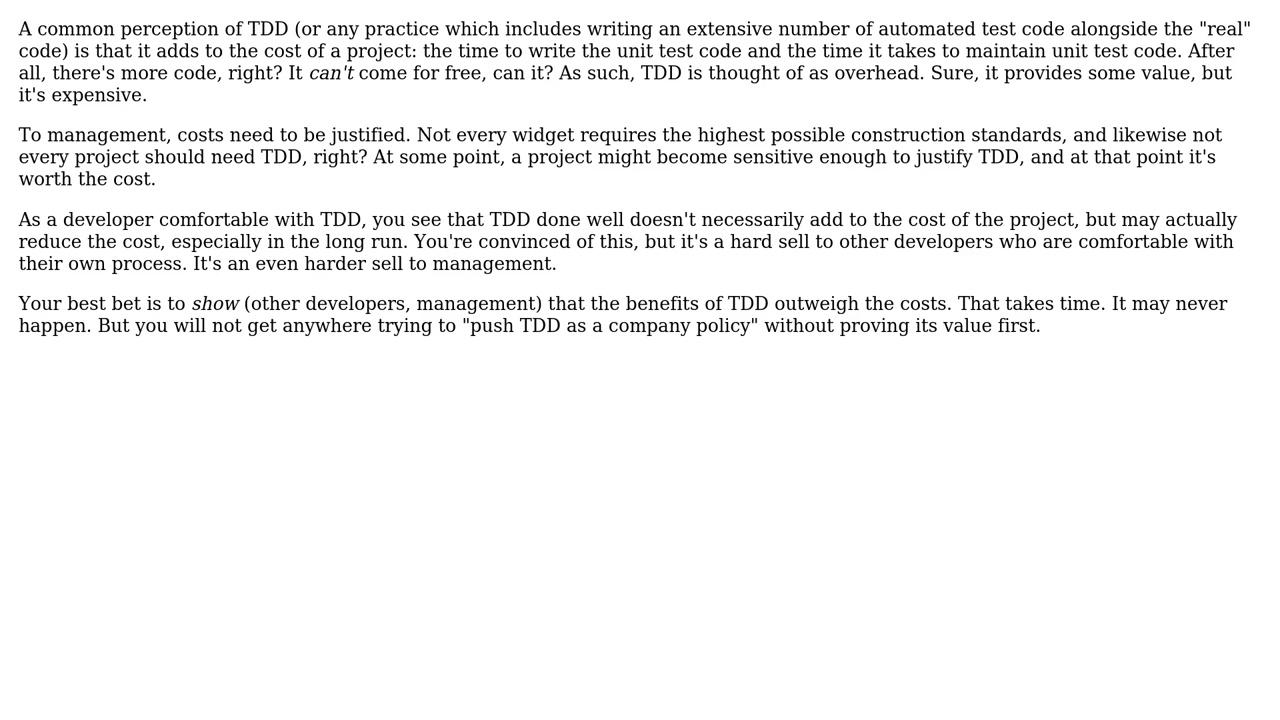 A common perception of TDD (or any practice which includes writing an extensive number of automated test code alongside the "real"
code) is that it adds to the cost of a project: the time to write the unit test code and the time it takes to maintain unit test code. After
all, there's more code, right? It can't come for free, can it? As such, TDD is thought of as overhead. Sure, it provides some value, but
it's expensive.
To management, costs need to be justified. Not every widget requires the highest possible construction standards, and likewise not
every project should need TDD, right? At some point, a project might become sensitive enough to justify TDD, and at that point it's
worth the cost.
As a developer comfortable with TDD, you see that TDD done well doesn't necessarily add to the cost of the project, but may actually
reduce the cost, especially in the long run. You're convinced of this, but it's a hard sell to other developers who are comfortable with
their own process. It's an even harder sell to management.
Your best bet is to show (other developers, management) that the benefits of TDD outweigh the costs. That takes time. It may never
happen. But you will not get anywhere trying to "push TDD as a company policy" without proving its value first.